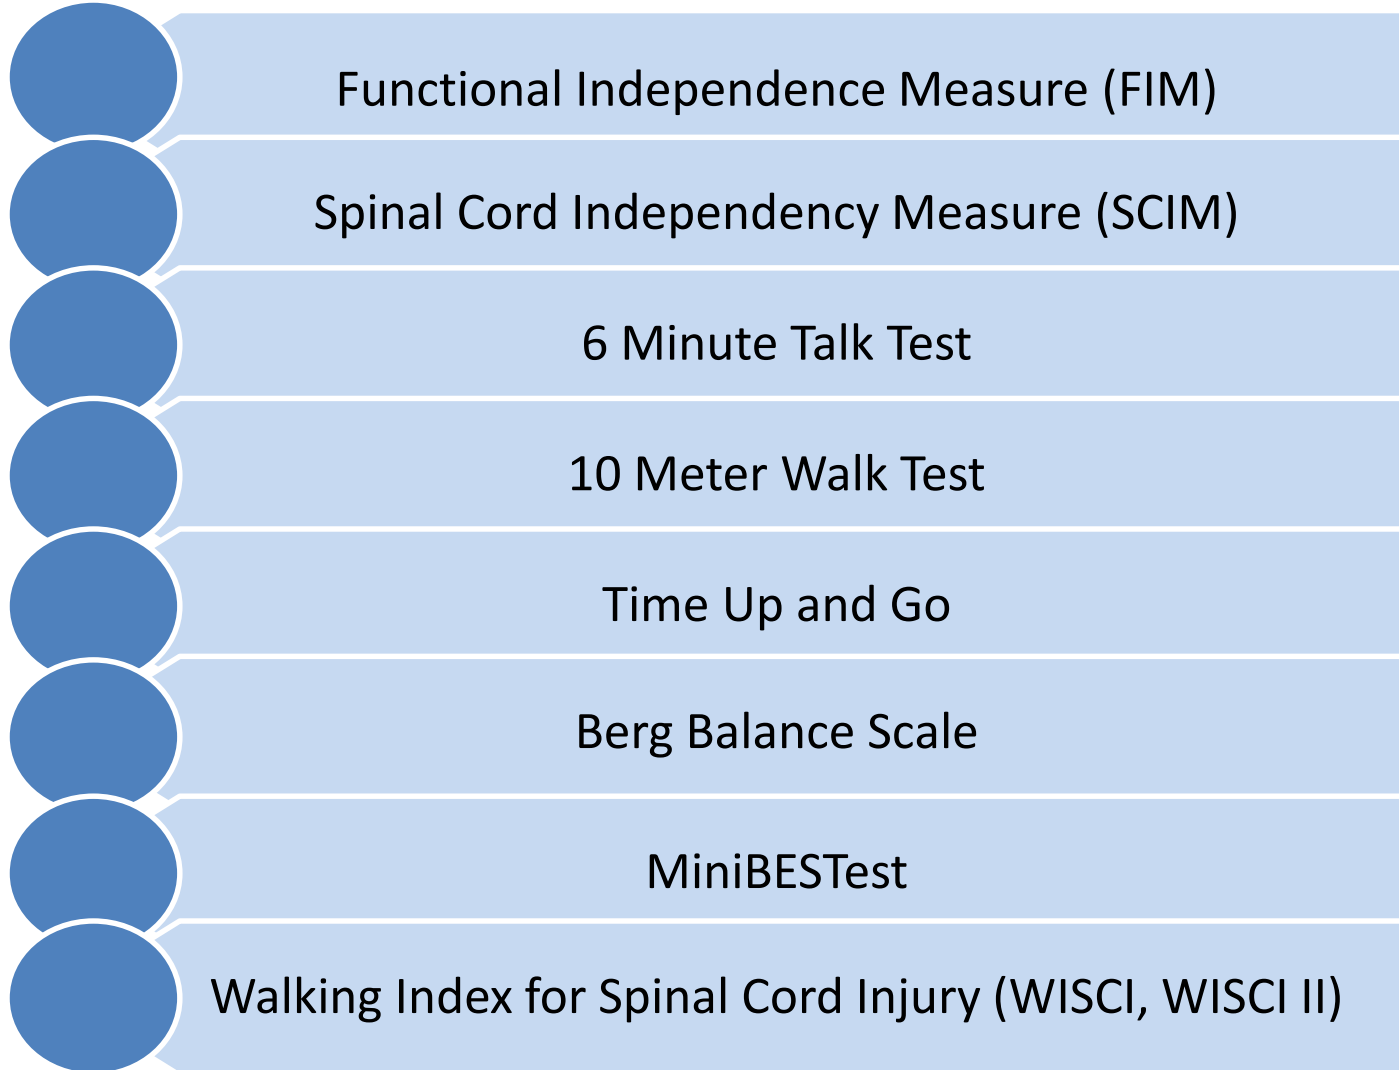 Functional Independence Measure (FIM)
Spinal Cord Independency Measure (SCIM)
6 Minute Talk Test
10 Meter Walk Test
Time Up and Go
Berg Balance Scale
MiniBESTest
Walking Index for Spinal Cord Injury (WISCI, WISCI II)